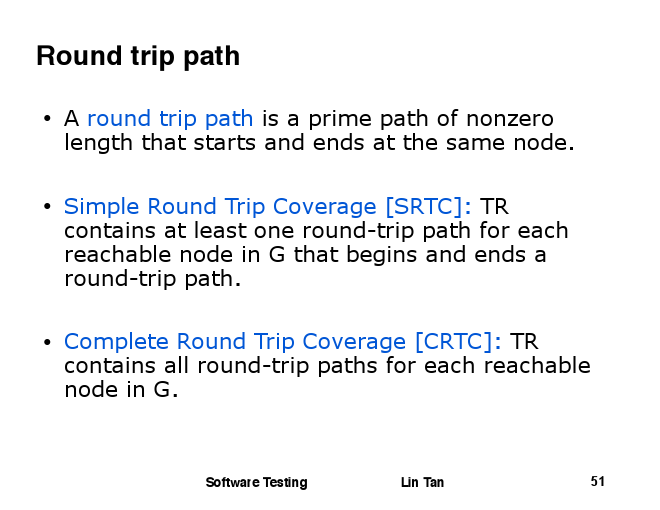 Round trip path
• A round trip path is a prime path of nonzero
length that starts and ends at the same node.
• Simple Round Trip Coverage [SRTC]: TR
contains at least one round-trip path for each
reachable node in G that begins and ends a
round-trip path.
• Complete Round Trip Coverage [CRTC]: TR
contains all round-trip paths for each reachable
node in G.
Software Testing Lin Tan 51